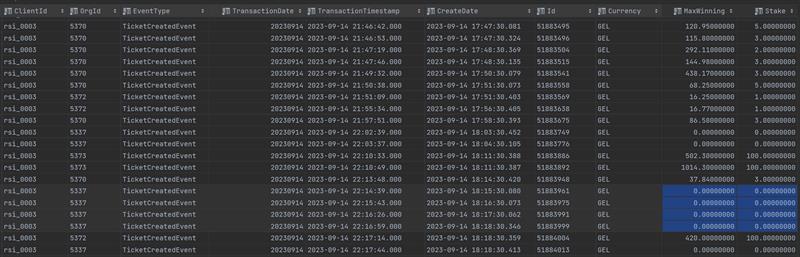 ClientId OrgId EventType TransactionDate TransactionTimestamp CreateDate Id Currency MaxWinning Stake
rsi_0003 5370 TicketCreatedEvent 20230914 2023-09-14 21:46:42.000 2023-09-14 17:47:30.081 51883495 GEL 120.95000000 5.00000000
rsi_0003 5370 TicketCreatedEvent 20230914 2023-09-14 21:46:53.000 2023-09-14 17:47:30.324 51883496 GEL 115.80000000 3.00000000
rsi_0003 5370 TicketCreatedEvent 20230914 2023-09-14 21:47:19.000 2023-09-14 17:48:30.369 51883504 GEL 292.11000000 2.00000000
rsi_0003 5370 TicketCreatedEvent 20230914 2023-09-14 21:47:46.000 2023-09-14 17:48:30.135 51883515 GEL 144.98000000 3.00000000
rsi_0003 5370 TicketCreatedEvent 20230914 2023-09-14 21:49:32.000 2023-09-14 17:50:30.079 51883541 GEL 438.17000000 3.00000000
rsi_0003 5370 TicketCreatedEvent 20230914 2023-09-14 21:50:38.000 2023-09-14 17:51:30.073 51883558 GEL 68.25000000 5.00000000
rsi_0003 5372 TicketCreatedEvent 20230914 2023-09-14 21:51:09.000 2023-09-14 17:51:30.403 51883569 GEL 16.25000000 1.00000000
rsi_0003 5372 TicketCreatedEvent 20230914 2023-09-14 21:55:34.000 2023-09-14 17:56:30.405 51883638 GEL 16.77000000 1.00000000
rsi_0003 5370 TicketCreatedEvent 20230914 2023-09-14 21:57:51.000 2023-09-14 17:58:30.393 51883675 GEL 86.58000000 3.00000000
rsi_0003 5337 TicketCreatedEvent 20230914 2023-09-14 22:02:39.000 2023-09-14 18:03:30.452 51883749 GEL 0.00000000 0.00000000
rsi_0003 5337 TicketCreatedEvent 20230914 2023-09-14 22:03:37.000 2023-09-14 18:04:30.105 51883776 GEL 0.00000000 0.00000000
rsi_0003 5373 TicketCreatedEvent 20230914 2023-09-14 22:10:33.000 2023-09-14 18:11:30.388 51883886 GEL 502.30000000 100.00000000
rsi_0003 5373 TicketCreatedEvent 20230914 2023-09-14 22:10:49.000 2023-09-14 18:11:30.387 51883892 GEL 1014.30000000 100.00000000
rsi_0003 5370 TicketCreatedEvent 20230914 2023-09-14 22:13:48.000 2023-09-14 18:14:30.420 51883948 GEL 37.84000000 3.00000000
rsi_0003 5337 TicketCreatedEvent 20230914 2023-09-14 22:14:39.000 2023-09-14 18:15:30.080 51883961 GEL 0.00000000 0.00000000
rsi_0003 5337 TicketCreatedEvent 20230914 2023-09-14 22:15:43.000 2023-09-14 18:16:30.073 51883975 GEL 0.00000000 0.00000000
rsi_0003 5337 TicketCreatedEvent 20230914 2023-09-14 22:16:26.000 2023-09-14 18:17:30.062 51883991 GEL 0.00000000 0.00000000
rsi_0003 5337 TicketCreatedEvent 20230914 2023-09-14 22:16:59.000 2023-09-14 18:18:30.346 51883999 GEL 0.00000000 0.00000000
rsi_0003 5372 TicketCreatedEvent 20230914 2023-09-14 22:17:14.000 2023-09-14 18:18:30.359 51884004 GEL 420.00000000 100.00000000
rsi_0003 5337 TicketCreatedEvent 20230914 2023-09-14 22:17:44.000 2023-09-14 18:18:30.413 51884013 GEL 0.00000000 0.00000000